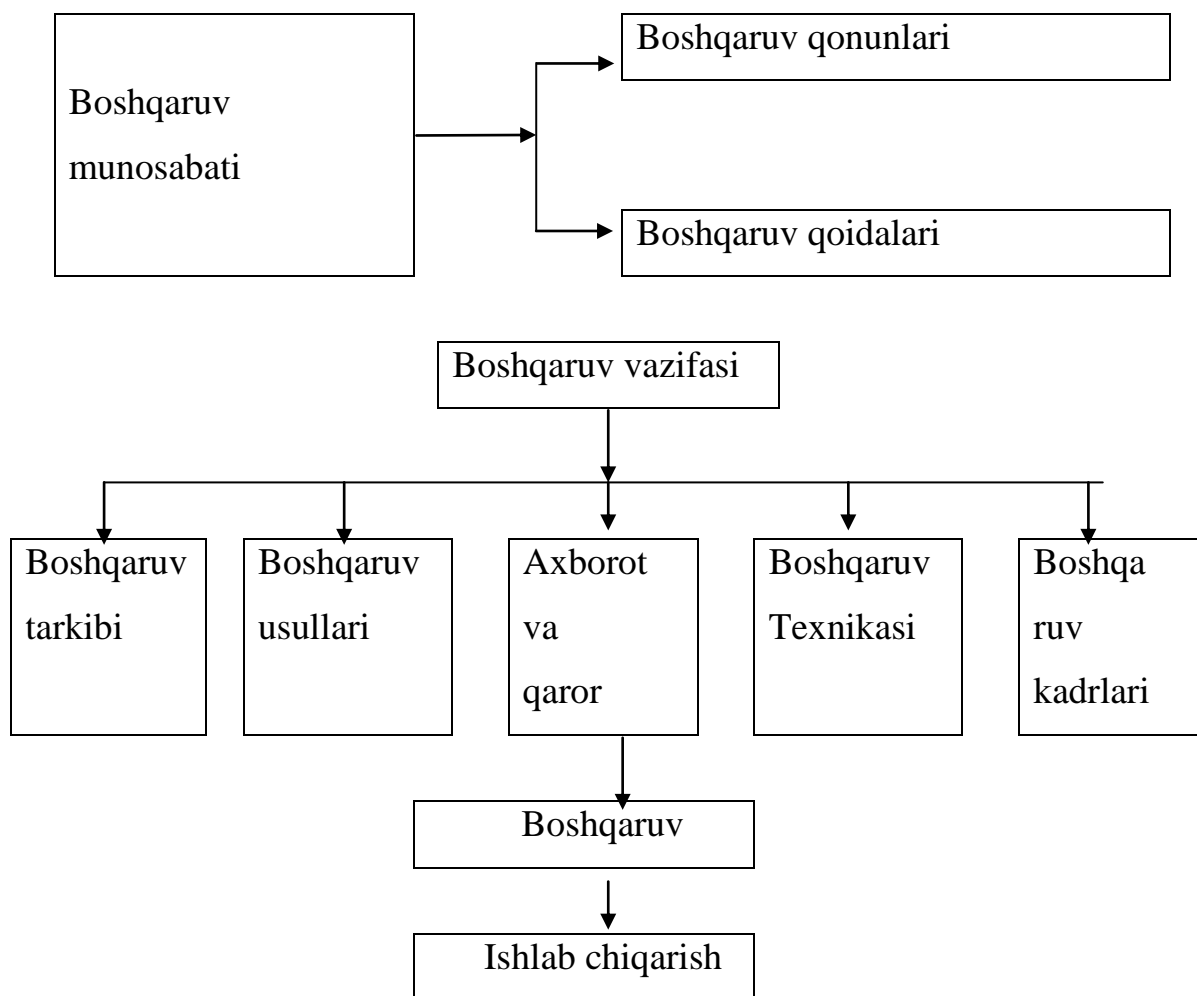 Boshqaruv
munosabati
Boshqaruv qonunlari
Boshqaruv qoidalari
Boshqaruv vazifasi
Boshqaruv
tarkibi
Boshqaruv
usullari
Axborot
va
qaror
Boshqaruv
Texnikasi
Boshqa
ruv
kadrlari
Boshqaruv
Ishlab chiqarish